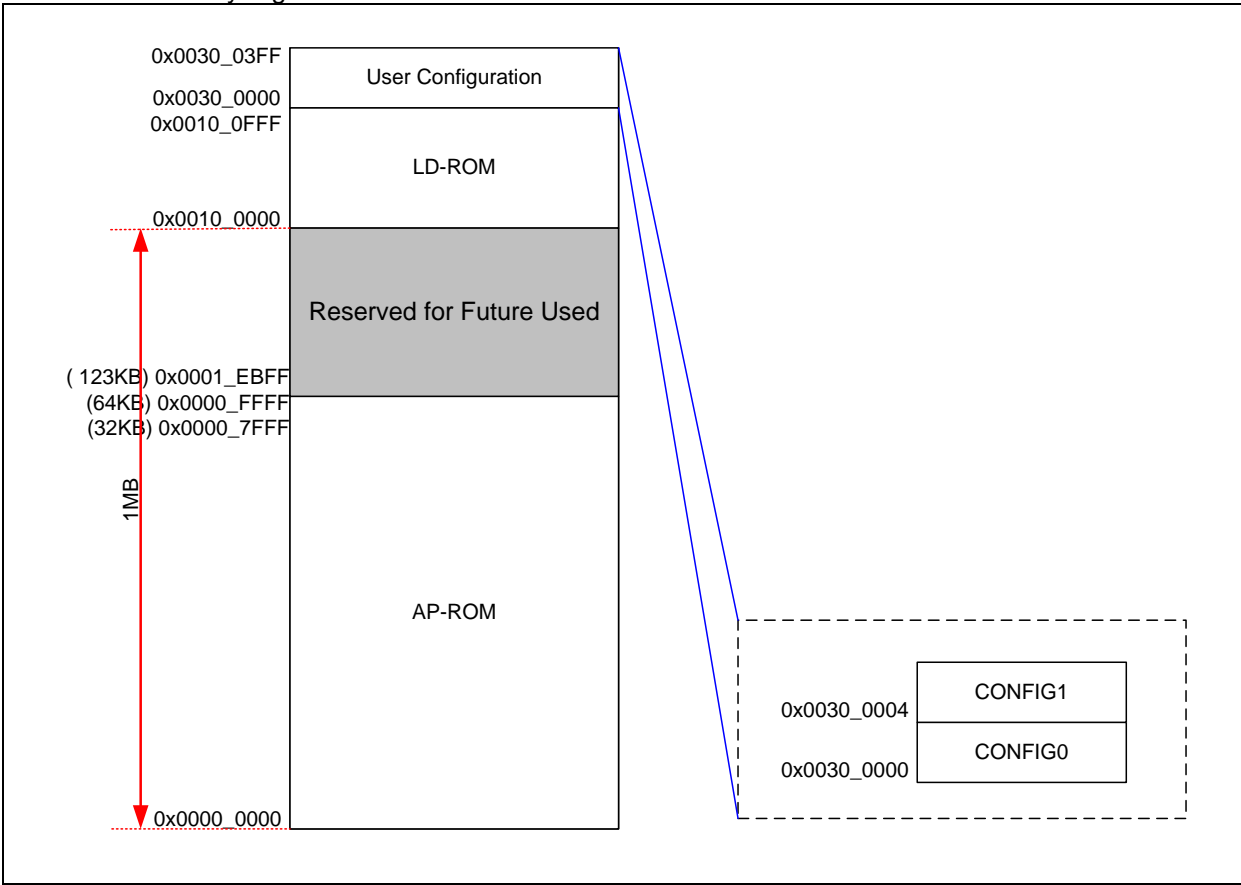 0x0030_03FF
User Configuration
0x0030_0000
0x0010_0FFF
LD-ROM
0x0010_0000
Reserved for Future Used
( 123KB) 0x0001_EBFF
(64KB) 0x0000_FFFF
(32KB) 0x0000_7FFF
1MB
AP-ROM
0x0000_0000
CONFIG1
0x0030_0004
CONFIG0
0x0030_0000